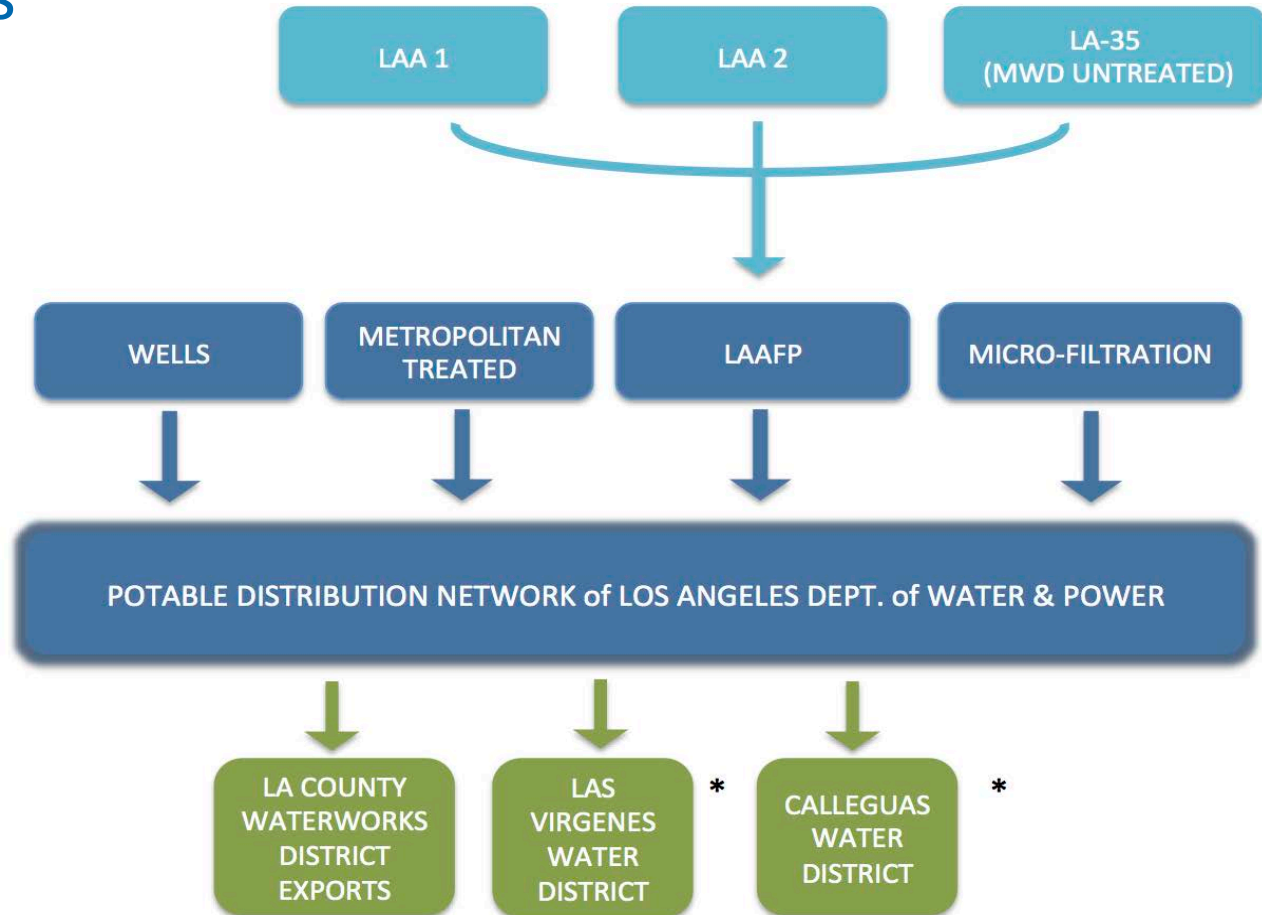 S
LAA 1
LAA 2
LA-35
(MWD UNTREATED)
WELLS
METROPOLITAN
TREATED
LAAFP
MICRO-FILTRATION
POTABLE DISTRIBUTION NETWORK of LOS ANGELES DEPT. of WATER & POWER
LA COUNTY
WATERWORKS
DISTRICT
EXPORTS
LAS
VIRGENES
WATER
DISTRICT
*
CALLEGUAS
WATER
DISTRICT
*